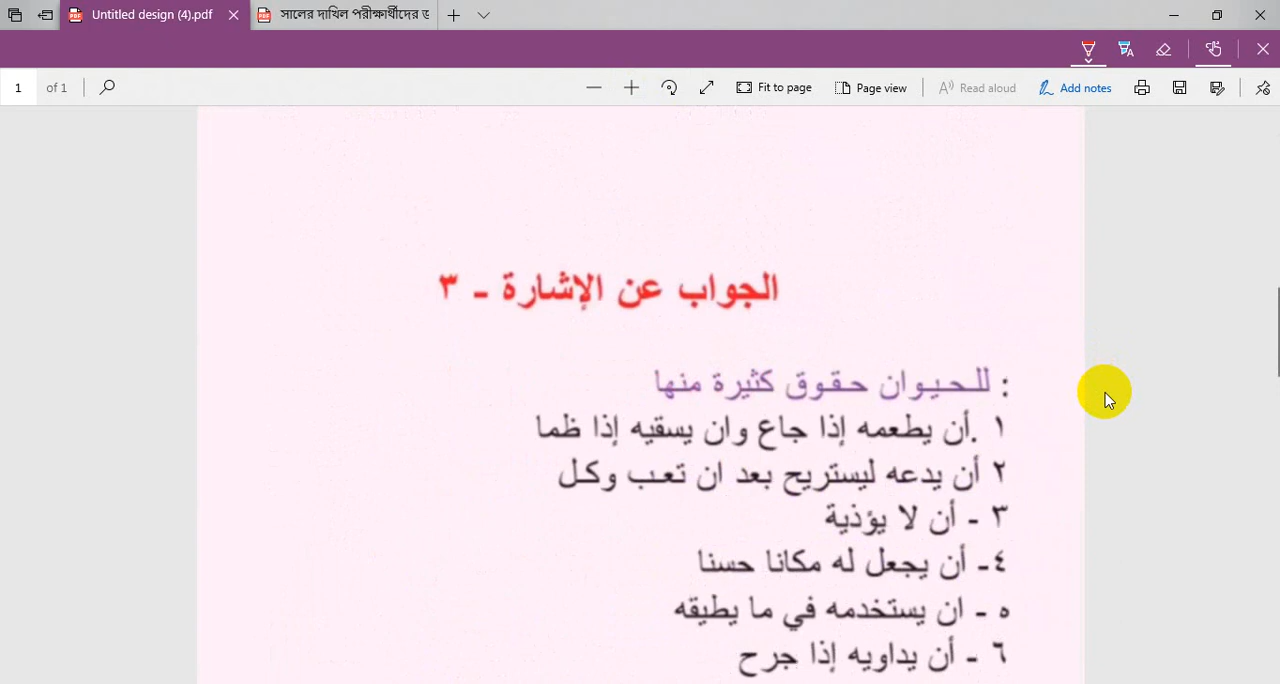 Untitled design (4).pdf
সালের দাখিল পরীক্ষার্থীদের
1 of 1
Fit to page
Page view
Read aloud
Add notes
الجواب عن الإشارة - ٣
للحيوان حقوق كثيرة منها :
١ .أن يطعمه إذا جاع وان يسقيه إذا ظما
٢ أن يدعه ليستريح بعد ان تعب وكل
٣ - أن لا يؤذية
٤- أن يجعل له مكانا حسنا
٥ - ان يستخدمه في ما يطيقه
٦ - أن يداويه إذا جرح